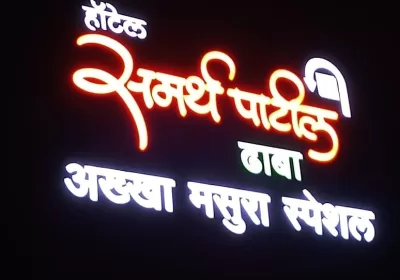 हॉटेल
समर्थ पाटील
ढाबा
अख्खा मसुरा स्पेशल